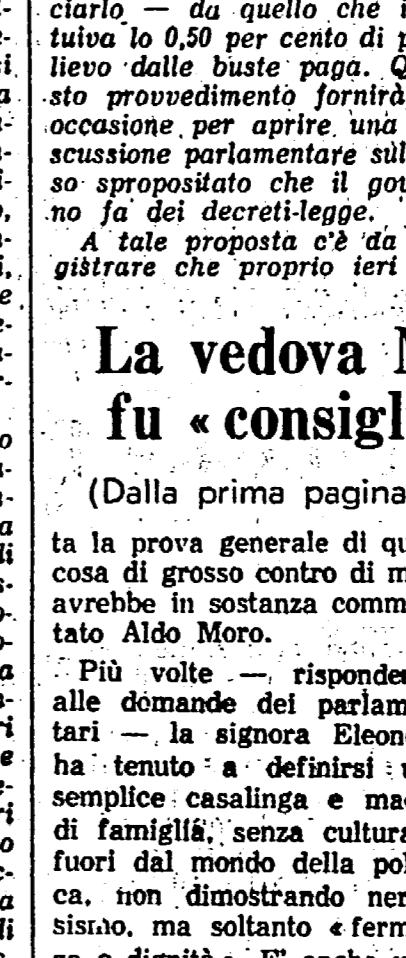 ciarlo — da quello che i
tuiva lo 0,50 per cento di p
lievo dalle buste paga. Q
sto provvedimento fornirà
occasione per aprire una
scussione parlamentare sul
so spropositato che il gov
no fa dei decreti-legge.
A tale proposta c'è da
gistrare che proprio ieri
La vedova M
fu « consigl
(Dalla prima pagina
ta la prova generale di qu
cosa di grosso contro di m
avrebbe in sostanza comm
tato Aldo Moro.
Più volte — risponden
alle domande dei parlam
tari — la signora Eleon
ha tenuto a definirsi u
semplice casalinga e mad
di famiglia, senza cultura
fuori dal mondo della pol
ca, non dimostrando ner
sismo, ma soltanto « ferm
za e dignità ». E' anche